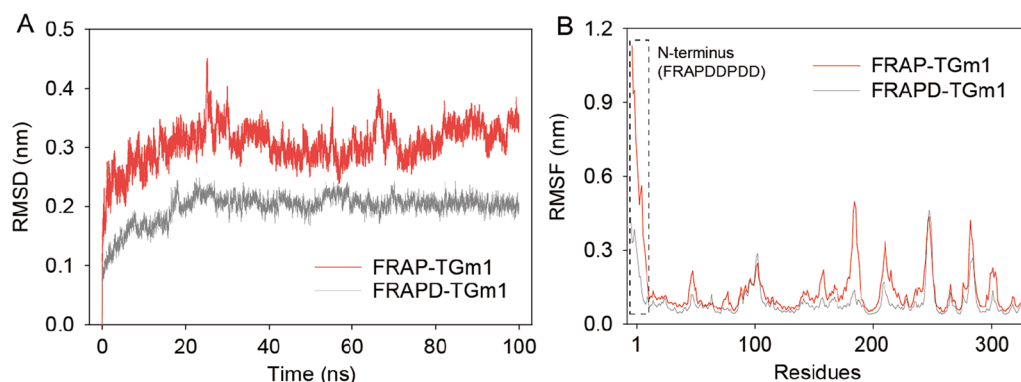 A
RMSD (nm)
0.5
0.4
0.3
0.2
0.1
0.0
FRAP-TGm1
FRAPD-TGm1
0 20 40 60 80 100
Time (ns)
B
RMSF (nm)
1.2
0.9
0.6
0.3
0.0
N-terminus
(FRAPDDPDD)
FRAP-TGm1
FRAPD-TGm1
1 100 200 300
Residues